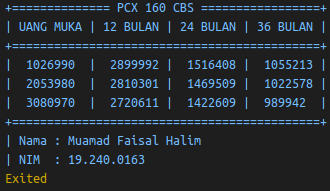 +============== PCX 160 CBS =================+
| UANG MUKA | 12 BULAN | 24 BULAN | 36 BULAN |
+============================================+
|  1026990  |  2899992 |  1516408 |  1055213 |
|  2053980  |  2810301 |  1469509 |  1022578 |
|  3080970  |  2720611 |  1422609 |  989942  |
+============================================+
| Nama : Muamad Faisal Halim
| NIM  : 19.240.0163
Exited